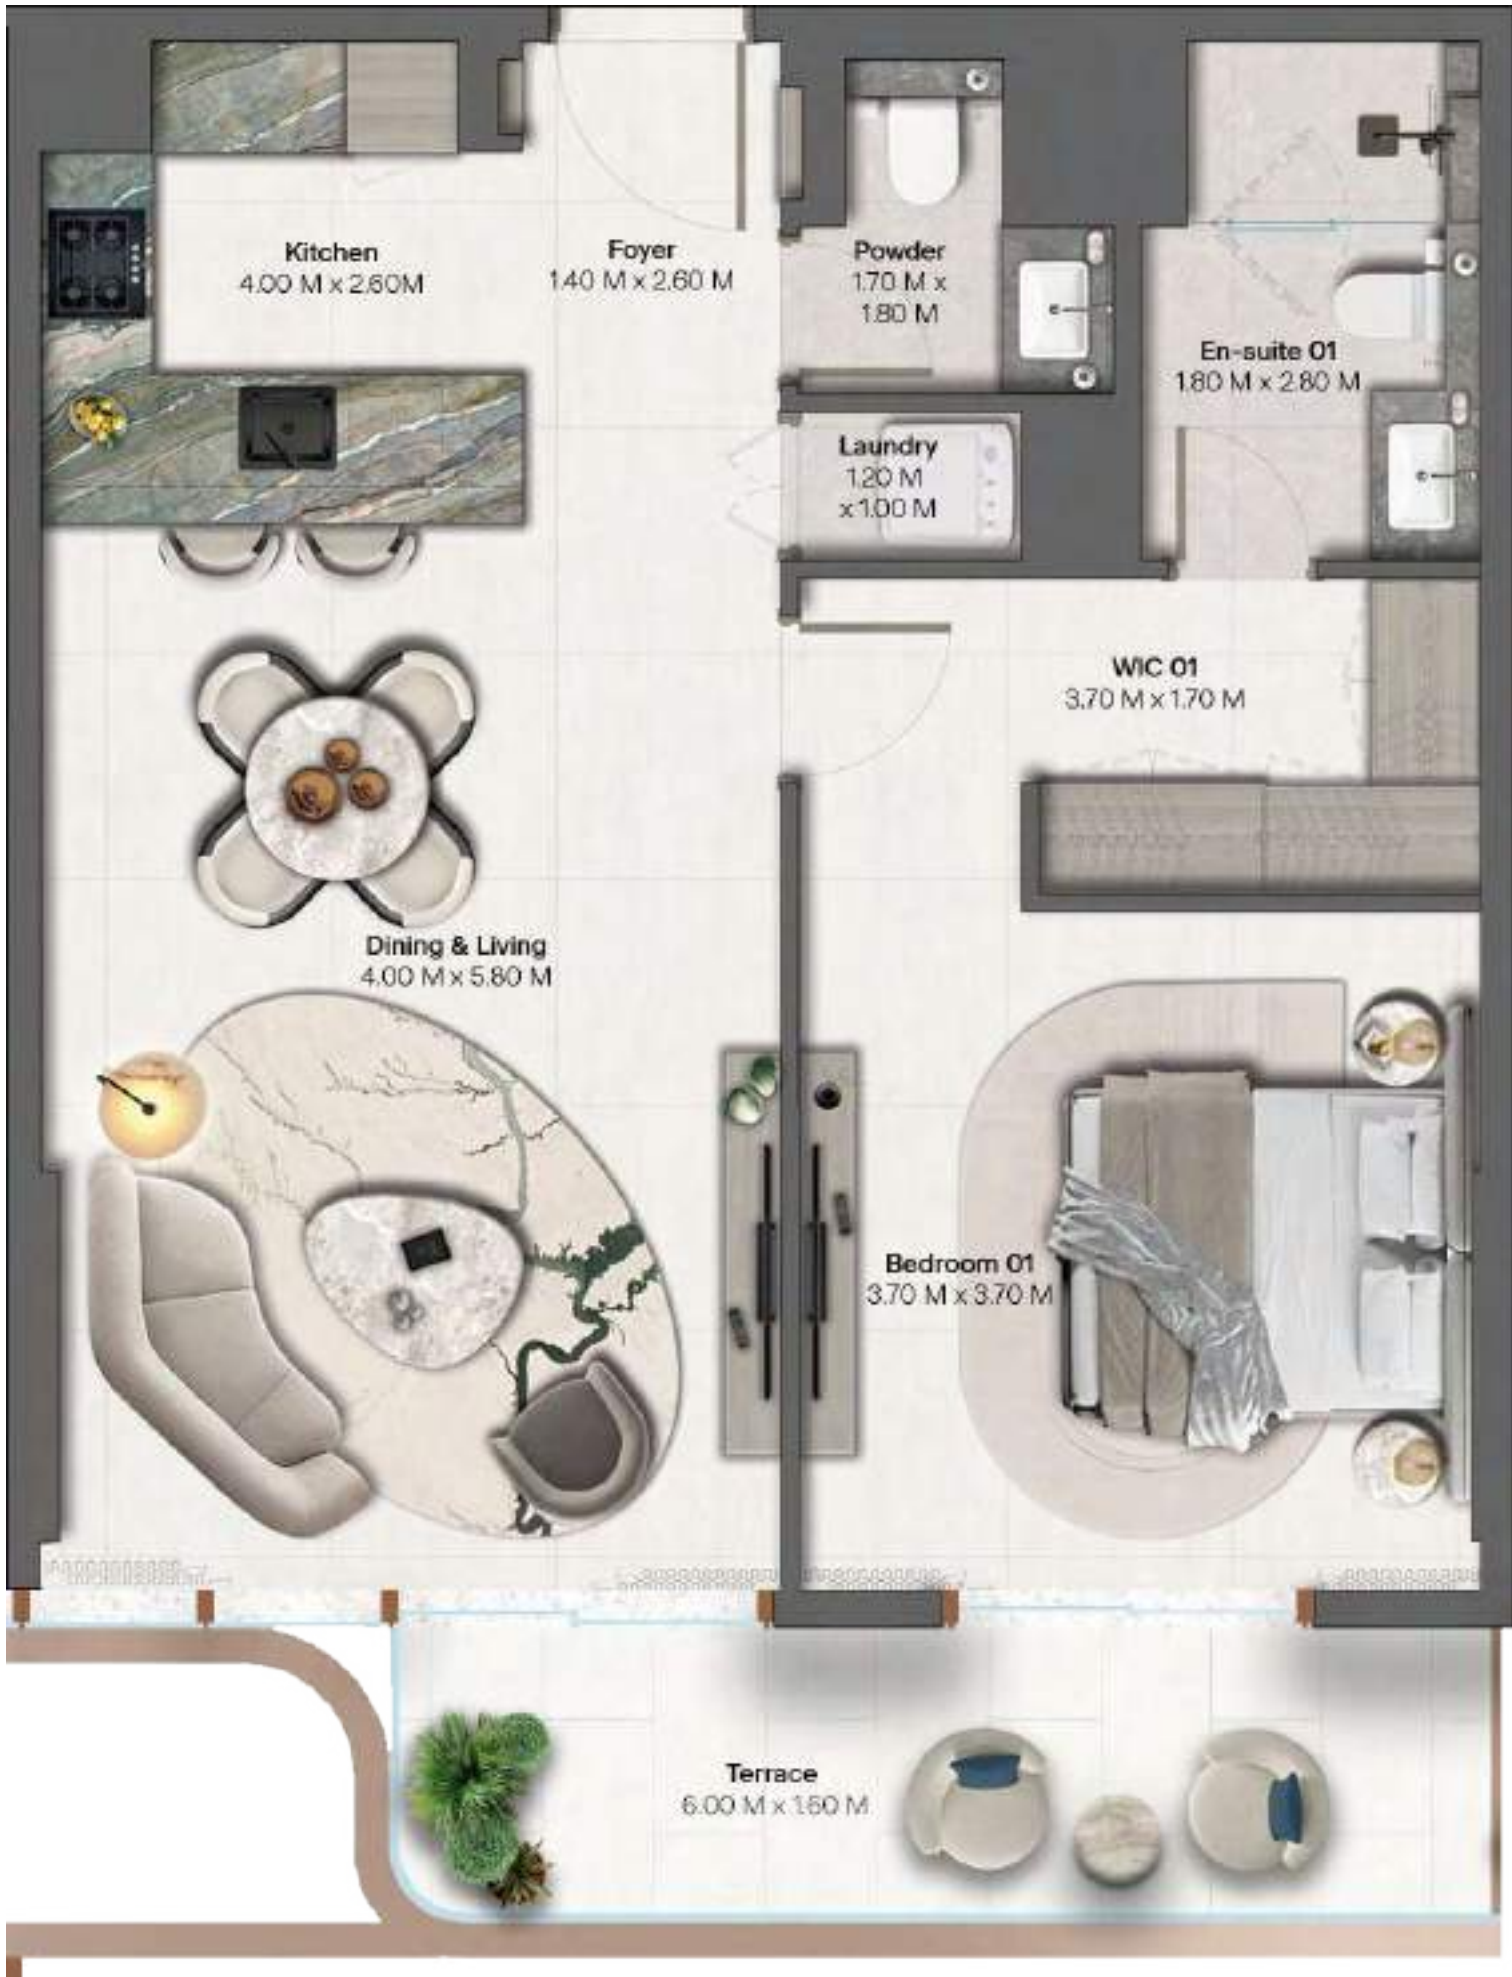 Kitchen
4.00 M x 2.60M
Foyer
1.40 M x 2.60 M
Powder
1.70 M x
1.80 M
En-suite 01
1.80 M x 2.80 M
Laundry
1.20 M
x 1.00 M
WIC 01
3.70 M x 1.70 M
Dining & Living
4.00 M x 5.80 M
Bedroom 01
3.70 M x 3.70 M
Terrace
6.00 M x 1.60 M